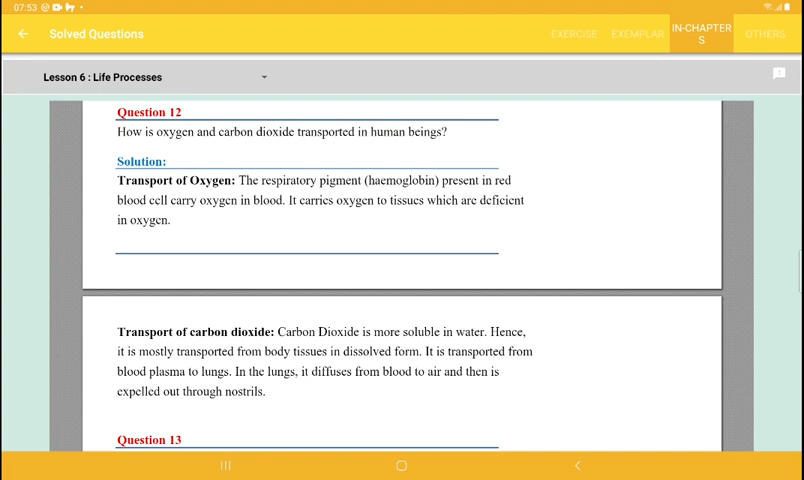 07:53
Solved Questions
EXERCISE
EXEMPLAR
IN-CHAPTER
S
OTHERS
Lesson 6 : Life Processes
Question 12
How is oxygen and carbon dioxide transported in human beings?
Solution:
Transport of Oxygen: The respiratory pigment (haemoglobin) present in red
blood cell carry oxygen in blood. It carries oxygen to tissues which are deficient
in oxygen.
Transport of carbon dioxide: Carbon Dioxide is more soluble in water. Hence,
it is mostly transported from body tissues in dissolved form. It is transported from
blood plasma to lungs. In the lungs, it diffuses from blood to air and then is
expelled out through nostrils.
Question 13